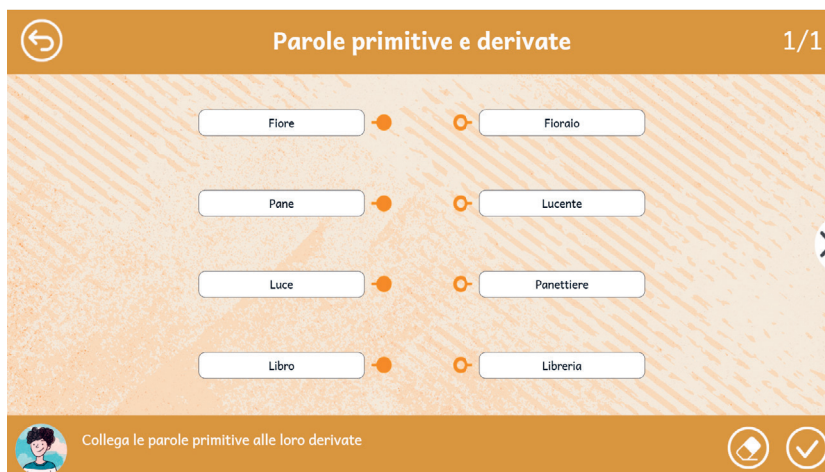 Parole primitive e derivate
1/1
Fiore
Fioraio
Pane
Lucente
Luce
Panettiere
Libro
Libreria
Collega le parole primitive alle loro derivate